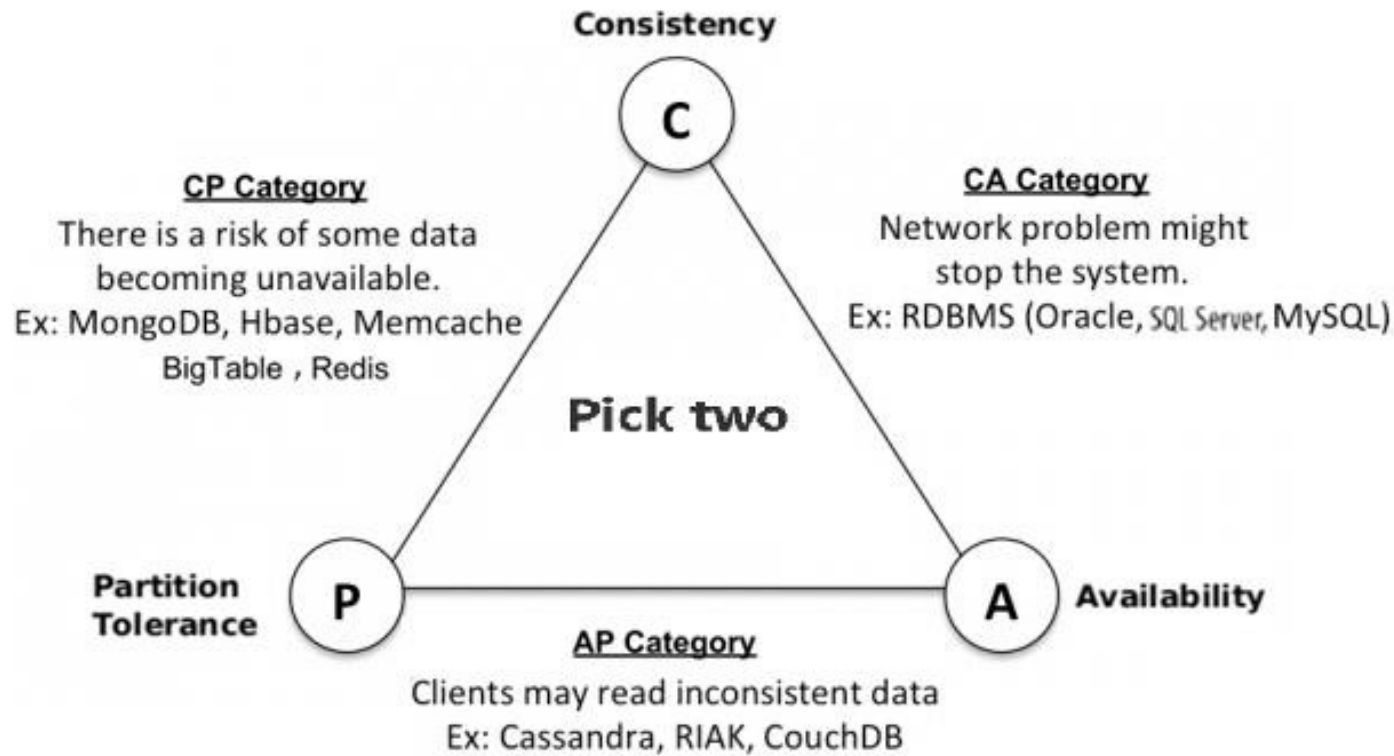 Consistency
C
CP Category
There is a risk of some data
becoming unavailable.
Ex: MongoDB, Hbase, Memcache
BigTable , Redis
CA Category
Network problem might
stop the system.
Ex: RDBMS (Oracle, SQL Server, MySQL)
Pick two
Partition
Tolerance
P
A
Availability
AP Category
Clients may read inconsistent data
Ex: Cassandra, RIAK, CouchDB